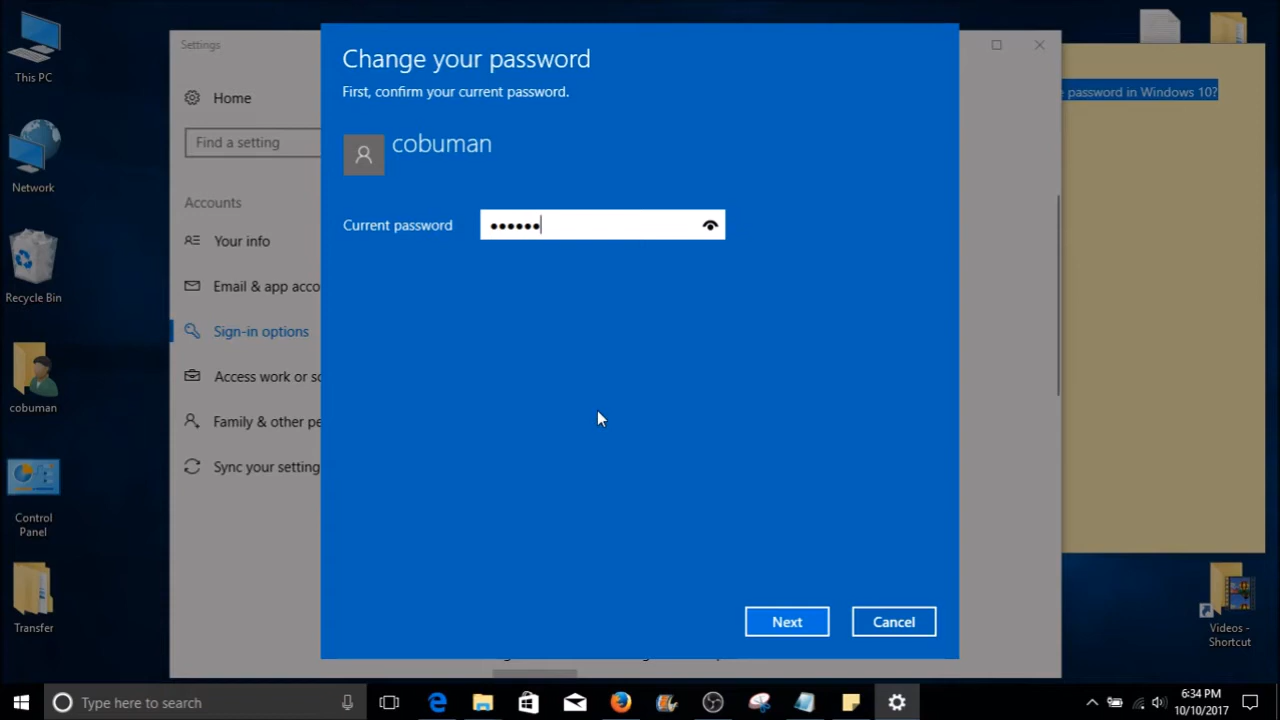 This PC
Network
Recycle Bin
cobuman
Control
Panel
Transfer
Settings
Home
Find a setting
Accounts
Your info
Email & app acco
Sign-in options
Access work or sc
Family & other pe
Sync your setting
Change your password
First, confirm your current password.
cobuman
Current password
••••••
Next
Cancel
password in Windows 10?
Videos -
Shortcut
Type here to search
6:34 PM
10/10/2017